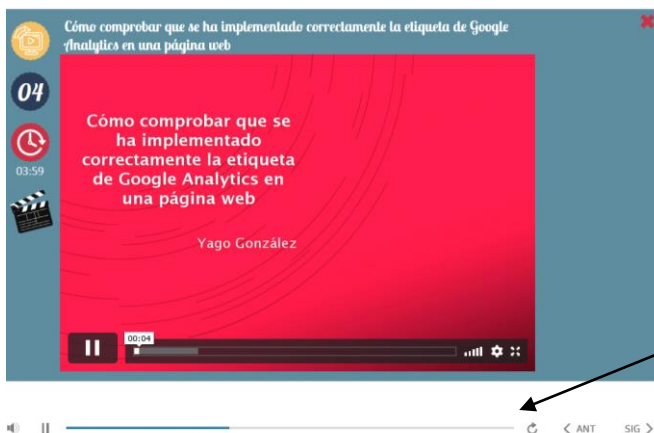 Cómo comprobar que se ha implementado correctamente la etiqueta de Google
Analytics en una página web
04
03:59
Cómo comprobar que se
ha implementado
correctamente la etiqueta
de Google Analytics en
una página web
Yago González
00:04
ANT
SIG